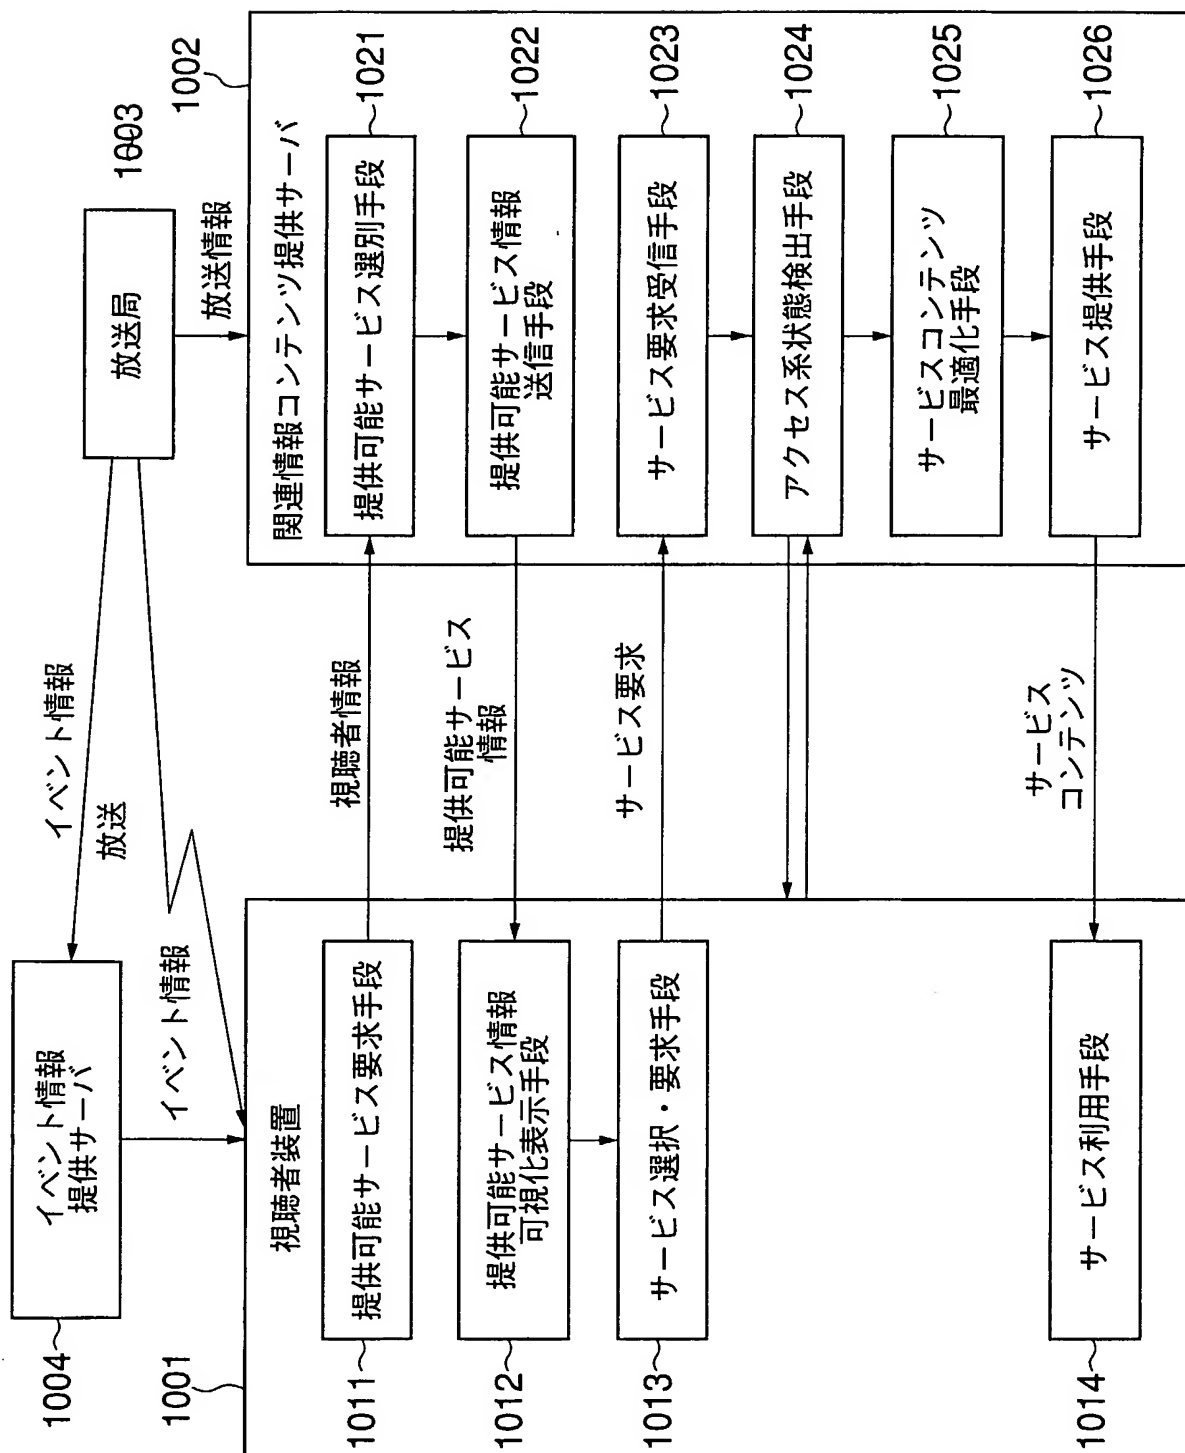 イベント情報
提供サーバ
1004
イベント情報
放送
イベント情報
放送局
1003
放送情報
1001
視聴者装置
提供可能サービス要求手段
1011
提供可能サービス情報
可視化表示手段
1012
サービス選択・要求手段
1013
サービス利用手段
1014
視聴者情報
提供可能サービス
情報
サービス要求
サービス
コンテンツ
1002
関連情報コンテンツ提供サーバ
提供可能サービス選別手段
1021
提供可能サービス情報
送信手段
1022
サービス要求受信手段
1023
アクセス系状態検出手段
1024
サービスコンテンツ
最適化手段
1025
サービス提供手段
1026